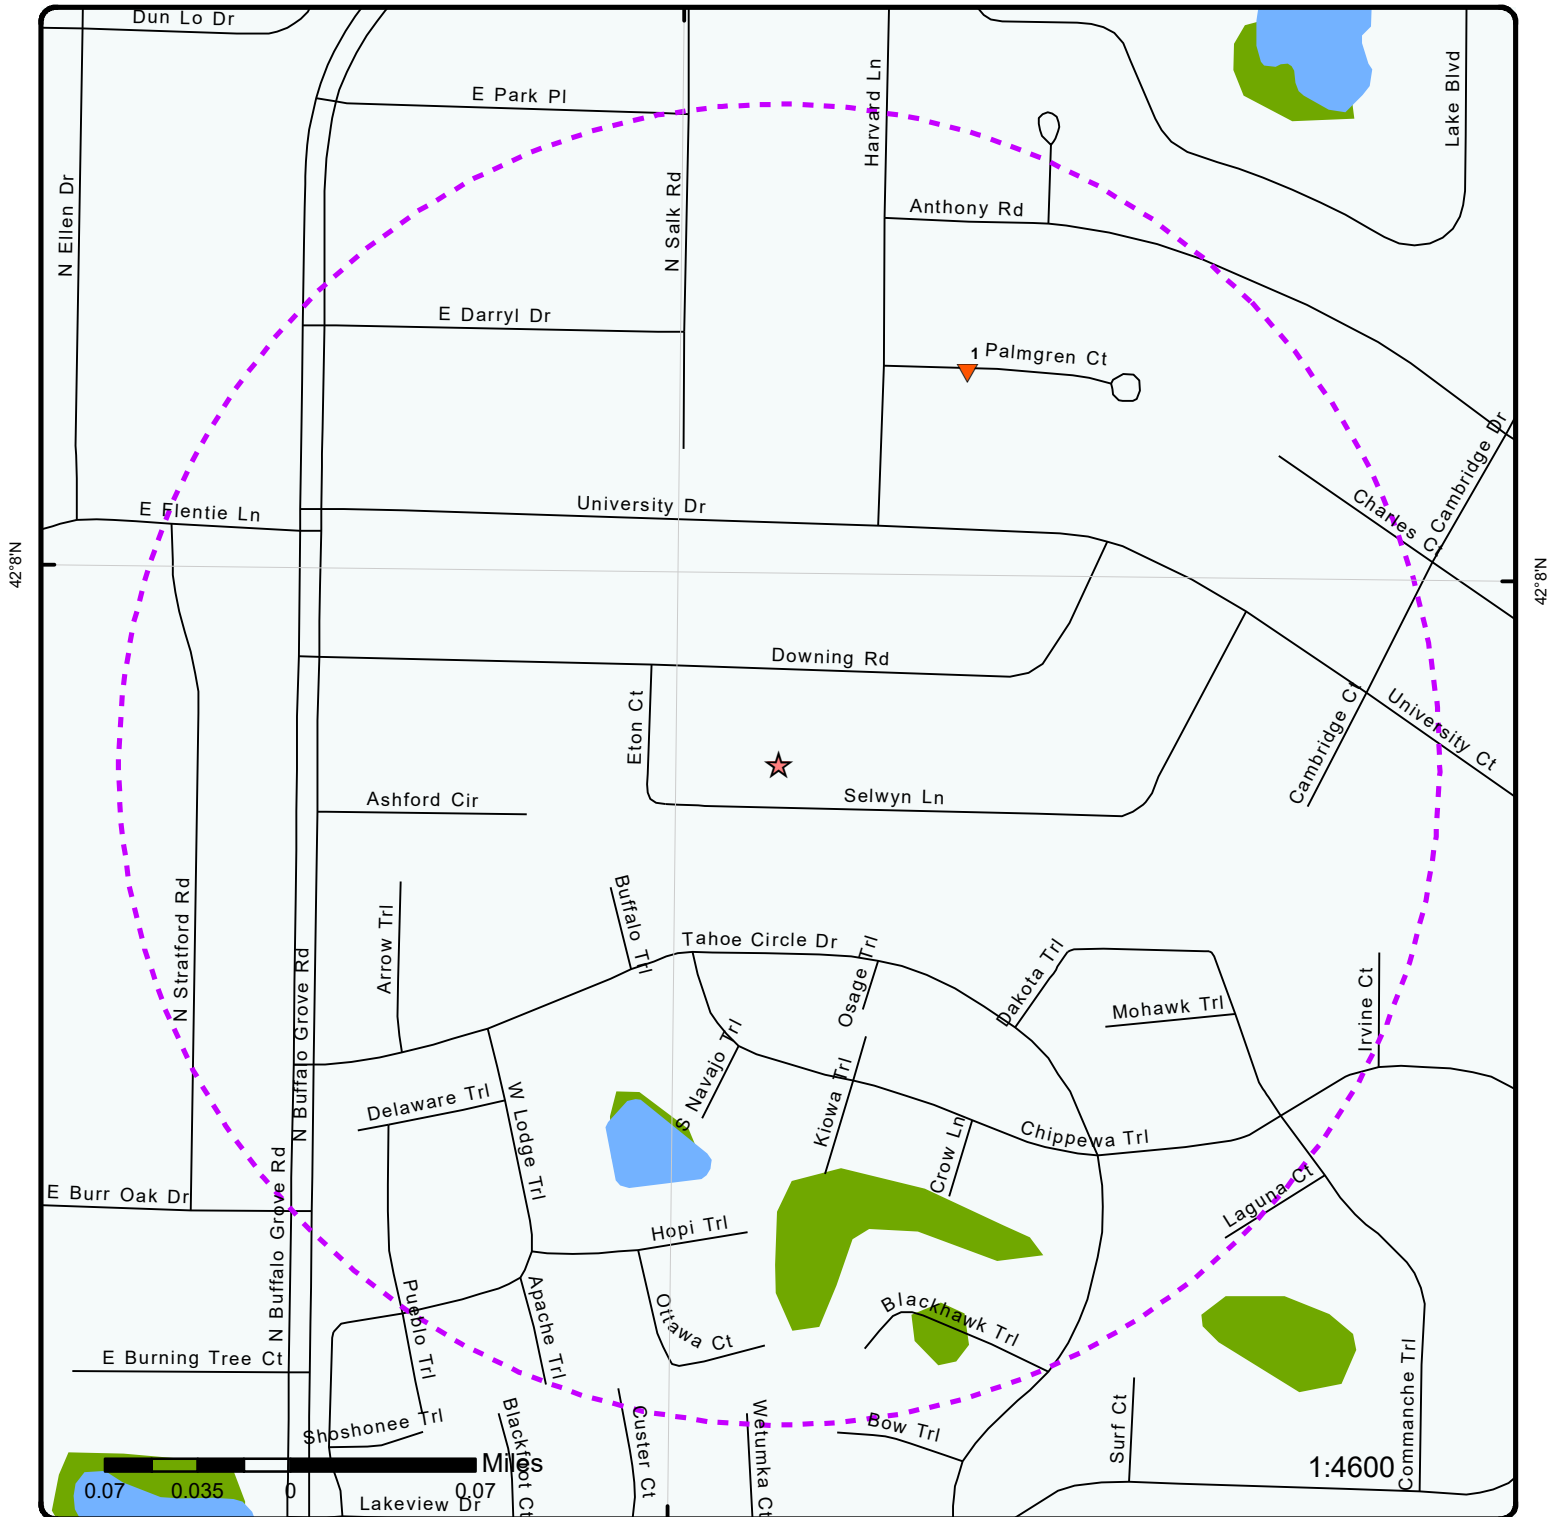 Dun Lo Dr
E Park Pl
Harvard Ln
Lake Blvd
N Ellen Dr
N Salk Rd
Anthony Rd
E Darryl Dr
1
Palmgren Ct
Cambridge Dr
Charles Ct
E Flentie Ln
University Dr
42°8'N
42°8'N
Downing Rd
Eton Ct
Cambridge Ct
University Ct
Ashford Cir
Selwyn Ln
N Stratford Rd
Arrow Trl
Buffalo Trl
Tahoe Circle Dr
Osage Trl
Dakota Trl
Mohawk Trl
Irvine Ct
N Buffalo Grove Rd
S Navajo Trl
Kiowa Trl
Delaware Trl
W Lodge Trl
Crow Ln
Chippewa Trl
Laguna Ct
E Burr Oak Dr
N Buffalo Grove Rd
Hopi Trl
Pueblo Trl
Apache Trl
Ottawa Ct
Blackhawk Trl
E Burning Tree Ct
Commanche Trl
Shoshonee Trl
Blackfoot Ct
Custer Ct
Wetumka Ct
Bow Trl
Surf Ct
Miles
1:4600
0.07
0.035
0
0.07
Lakeview Dr